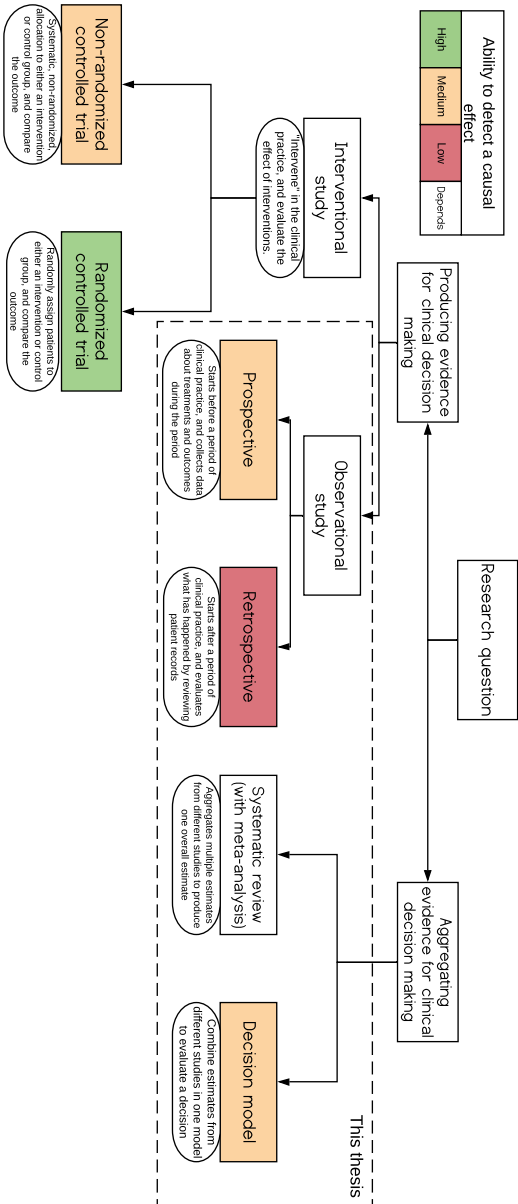 Ability to detect a causal
effect
High
Medium
Low
Depends
Research question
Producing evidence
for clnical decision
making
Aggregating
evidence for clinical
decision making
This thesis
Interventional
study
"Intervene" in the clinical
practice, and evaluate the
effect of interventions.
Observational
study
Prospective
Starts before a period of
clinical practice, and collects data
about treatments and outcomes
during the period
Retrospective
Starts after a period of
clinical practice, and evaluates
what has happened by reviewing
patient records
Systematic review
(with meta-analysis)
Aggregates multiple estimates
from different studies to produce
one overall estimate
Decision model
Combine estimates from
different studies in one model
to evaluate a decision
Non-randomized
controlled trial
Systematic, non-randomized,
allocation to either an intervention
or control group, and compare
the outcome
Randomized
controlled trial
Randomly assign patients to
either an intervention or control
group, and compare the
outcome